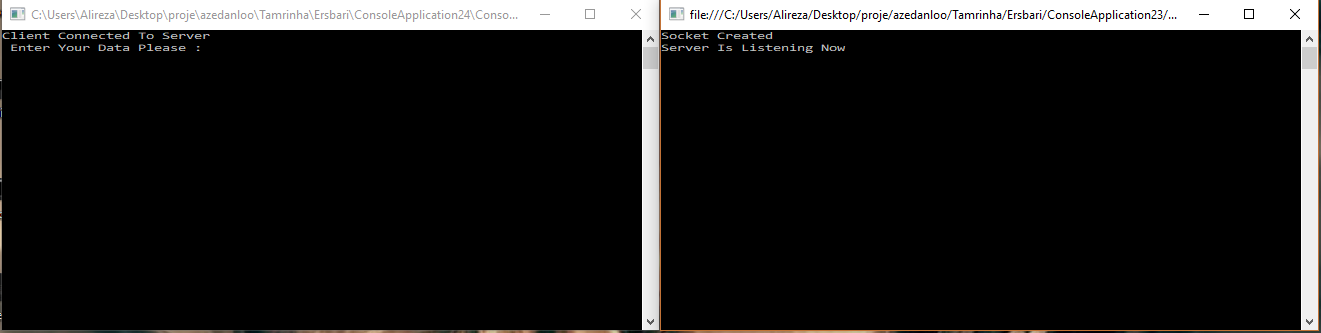 C:\Users\Alireza\Desktop\proje\azedanloo\Tamrinha\Ersbari\ConsoleApplication24\Conso...
Client Connected To Server
Enter Your Data Please :
file:///C:/Users/Alireza/Desktop/proje/azedanloo/Tamrinha/Ersbari/ConsoleApplication23/...
Socket Created
Server Is Listening Now